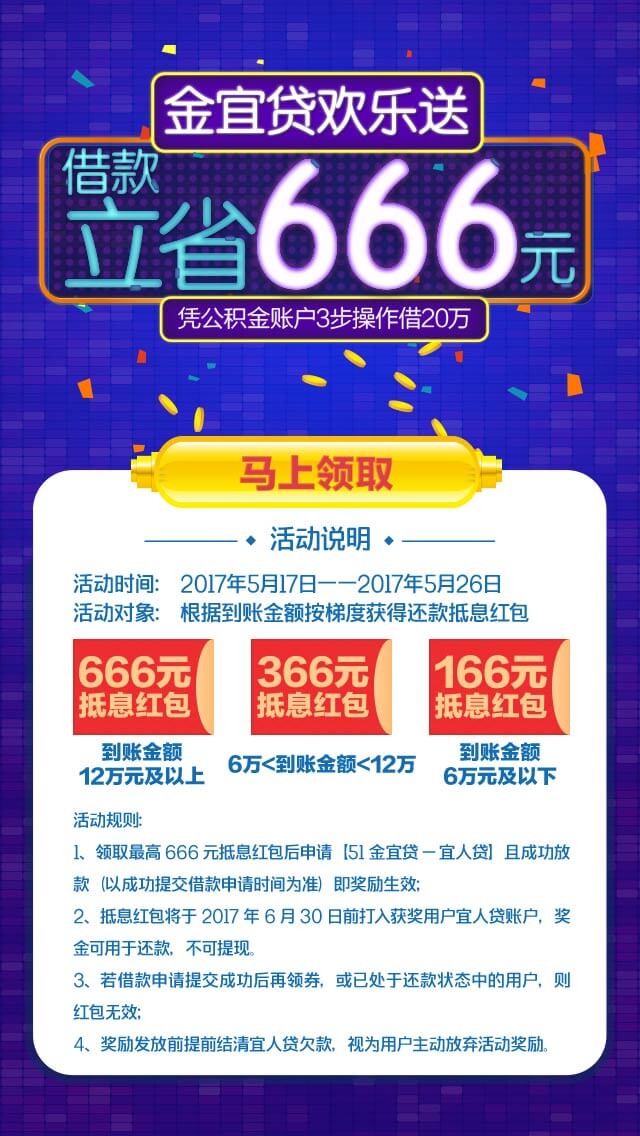 金宜贷欢乐送
借款
立省666元
凭公积金账户3步操作借20万
马上领取
活动说明
活动时间: 2017年5月17日一一2017年5月26日
活动对象: 根据到账金额按梯度获得还款抵息红包
666元 366元 166元
抵息红包 抵息红包 抵息红包
到账金额 6万<到账金额<12万 到账金额
12万元及以上 6万元及以下
活动规则:
1、领取最高 666 元抵息红包后申请【51 金宜贷 – 宜人贷】且成功放
款（以成功提交借款申请时间为准）即奖励生效;
2、抵息红包将于 2017 年 6 月 30 日前打入获奖用户宜人贷账户，奖
金可用于还款，不可提现。
3、若借款申请提交成功后再领券，或已处于还款状态中的用户，则
红包无效;
4、奖励发放前提前结清宜人贷欠款，视为用户主动放弃活动奖励。